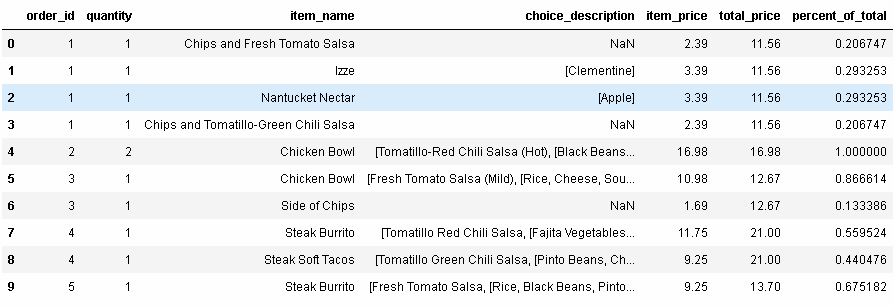 order_id quantity item_name choice_description item_price total_price percent_of_total
0 1 1 Chips and Fresh Tomato Salsa NaN 2.39 11.56 0.206747
1 1 1 Izze [Clementine] 3.39 11.56 0.293253
2 1 1 Nantucket Nectar [Apple] 3.39 11.56 0.293253
3 1 1 Chips and Tomatillo-Green Chili Salsa NaN 2.39 11.56 0.206747
4 2 2 Chicken Bowl [Tomatillo-Red Chili Salsa (Hot), [Black Beans... 16.98 16.98 1.000000
5 3 1 Chicken Bowl [Fresh Tomato Salsa (Mild), [Rice, Cheese, Sou... 10.98 12.67 0.866614
6 3 1 Side of Chips NaN 1.69 12.67 0.133386
7 4 1 Steak Burrito [Tomatillo Red Chili Salsa, [Fajita Vegetables... 11.75 21.00 0.559524
8 4 1 Steak Soft Tacos [Tomatillo Green Chili Salsa, [Pinto Beans, Ch... 9.25 21.00 0.440476
9 5 1 Steak Burrito [Fresh Tomato Salsa, [Rice, Black Beans, Pinto... 9.25 13.70 0.675182